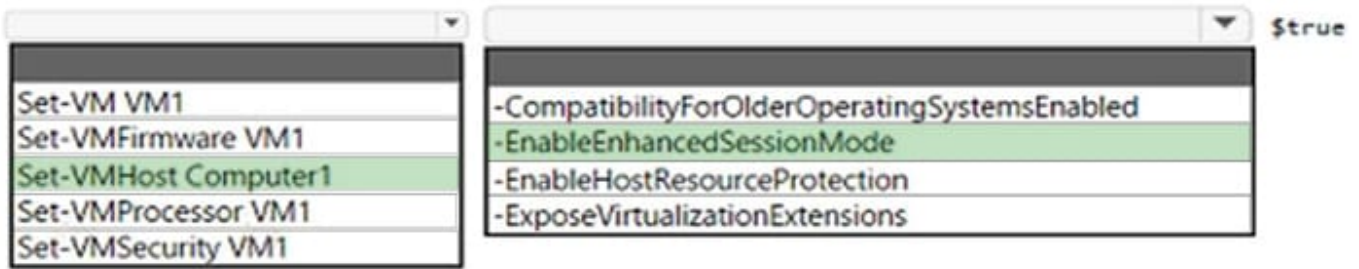 $true
Set-VM VM1
Set-VMFirmware VM1
Set-VMHost Computer1
Set-VMProcessor VM1
Set-VMSecurity VM1
-CompatibilityForOlderOperatingSystemsEnabled
-EnableEnhancedSessionMode
-EnableHostResourceProtection
-ExposeVirtualizationExtensions